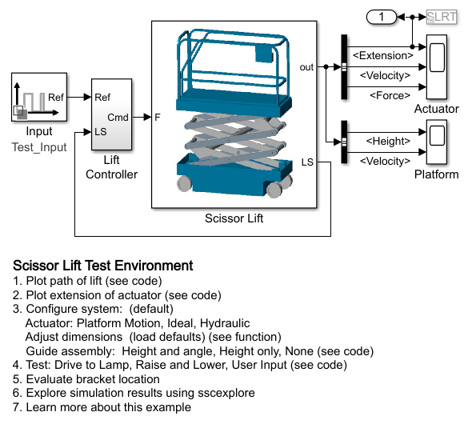 1
SLRT
<Extension>
<Velocity>
<Force>
Actuator
out
Ref
Input
Test_Input
Ref
Cmd
LS
Lift
Controller
F
LS
Scissor Lift
<Height>
<Velocity>
Platform
Scissor Lift Test Environment
1. Plot path of lift (see code)
2. Plot extension of actuator (see code)
3. Configure system: (default)
Actuator: Platform Motion, Ideal, Hydraulic
Adjust dimensions (load defaults) (see function)
Guide assembly: Height and angle, Height only, None (see code)
4. Test: Drive to Lamp, Raise and Lower, User Input (see code)
5. Evaluate bracket location
6. Explore simulation results using sscexplore
7. Learn more about this example